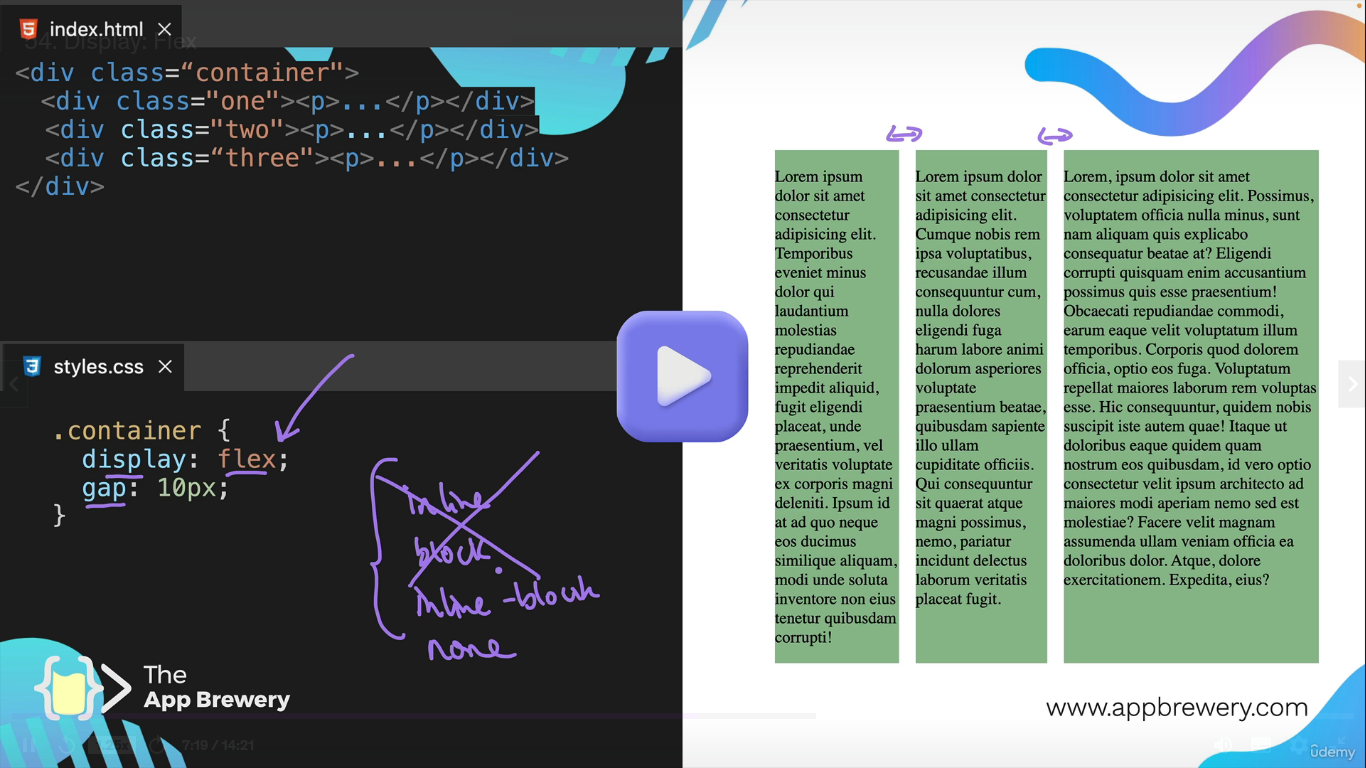 index.html
54. Display: Flex
<div class=“container">
<div class="one"><p>...</p></div>
<div class="two"><p>...</p></div>
<div class=“three"><p>...</p></div>
</div>
styles.css
.container {
display: flex;
gap: 10px;
}
inline
block
inline-block
none
The
App Brewery
7:19 / 14:21
Lorem ipsum
dolor sit amet
consectetur
adipisicing elit.
Temporibus
eveniet minus
dolor qui
laudantium
molestias
repudiandae
reprehenderit
impedit aliquid,
fugit eligendi
placeat, unde
praesentium, vel
veritatis voluptate
ex corporis magni
deleniti. Ipsum id
at ad quo neque
eos ducimus
similique aliquam,
modi unde soluta
inventore non eius
tenetur quibusdam
corrupti!
Lorem ipsum dolor
sit amet consectetur
adipisicing elit.
Cumque nobis rem
ipsa voluptatibus,
recusandae illum
consequuntur cum,
nulla dolores
eligendi fuga
harum labore animi
dolorum asperiores
voluptate
praesentium beatae,
quibusdam sapiente
illo ullam
cupiditate officiis.
Qui consequuntur
sit quaerat atque
magni possimus,
nemo, pariatur
incidunt delectus
laborum veritatis
placeat fugit.
Lorem, ipsum dolor sit amet
consectetur adipisicing elit. Possimus,
voluptatem officia nulla minus, sunt
nam aliquam quis explicabo
consequatur beatae at? Eligendi
corrupti quisquam enim accusantium
possimus quis esse praesentium!
Obcaecati repudiandae commodi,
earum eaque velit voluptatum illum
temporibus. Corporis quod dolorem
officia, optio eos fuga. Voluptatum
repellat maiores laborum rem voluptas
esse. Hic consequuntur, quidem nobis
suscipit iste autem quae! Itaque ut
doloribus eaque quidem quam
nostrum eos quibusdam, id vero optio
consectetur velit ipsum architecto ad
maiores modi aperiam nemo sed est
molestiae? Facere velit magnam
assumenda ullam veniam officia ea
doloribus dolor. Atque, dolore
exercitationem. Expedita, eius?
www.appbrewery.com
ûdemy